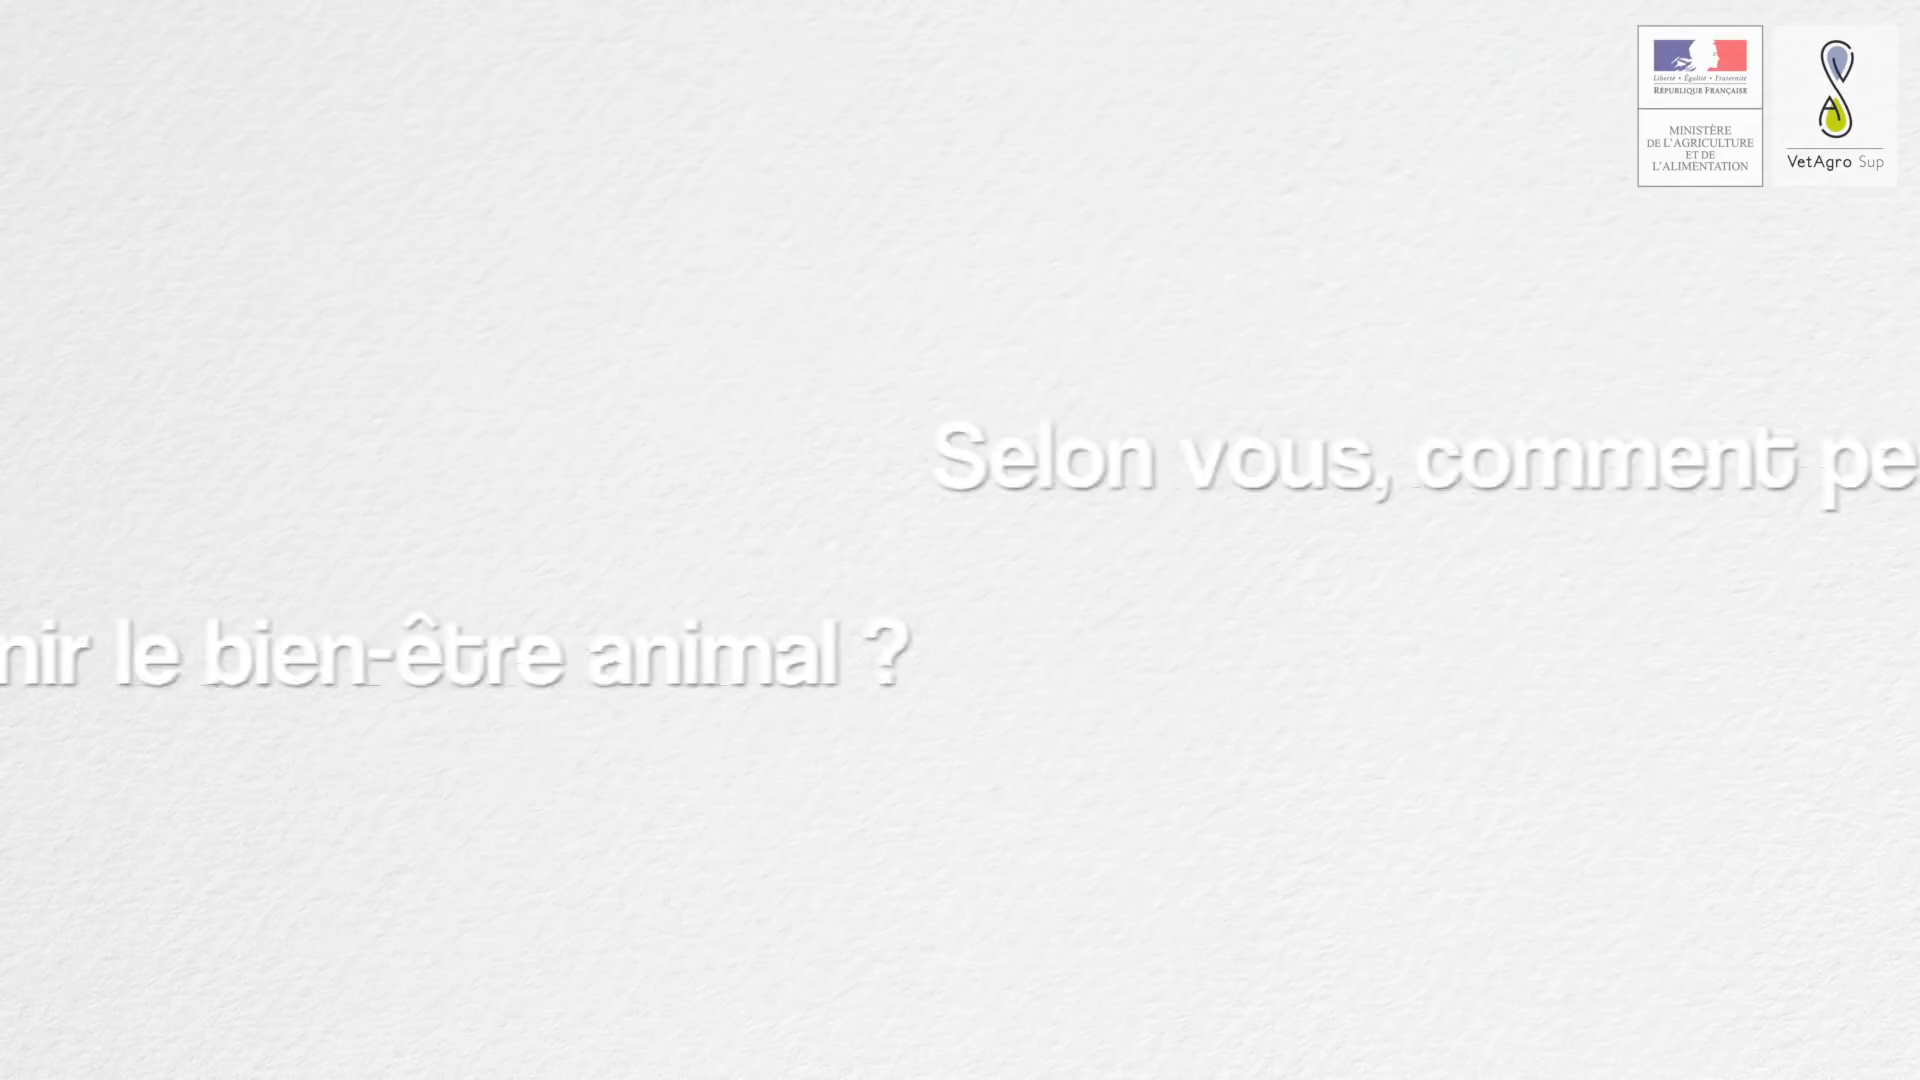 Liberté • Égalité • Fraternité
RÉPUBLIQUE FRANÇAISE
MINISTÈRE
DE L'AGRICULTURE
ET DE
L'ALIMENTATION
VetAgro Sup
Selon vous, comment pe
nir le bien-être animal ?